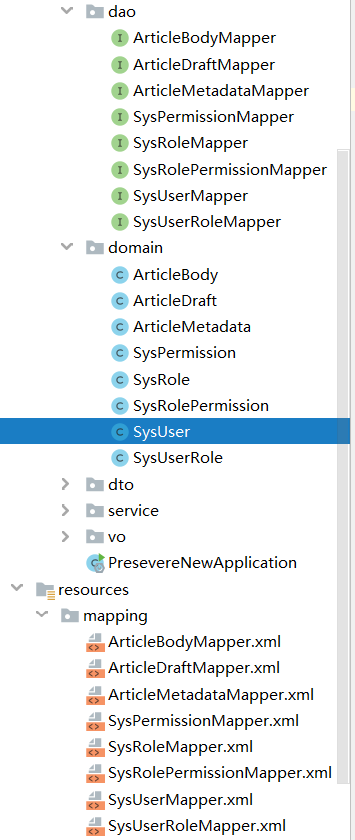 dao
ArticleBodyMapper
ArticleDraftMapper
ArticleMetadataMapper
SysPermissionMapper
SysRoleMapper
SysRolePermissionMapper
SysUserMapper
SysUserRoleMapper
domain
ArticleBody
ArticleDraft
ArticleMetadata
SysPermission
SysRole
SysRolePermission
SysUser
SysUserRole
dto
service
vo
PresevereNewApplication
resources
mapping
ArticleBodyMapper.xml
ArticleDraftMapper.xml
ArticleMetadataMapper.xml
SysPermissionMapper.xml
SysRoleMapper.xml
SysRolePermissionMapper.xml
SysUserMapper.xml
SysUserRoleMapper.xml